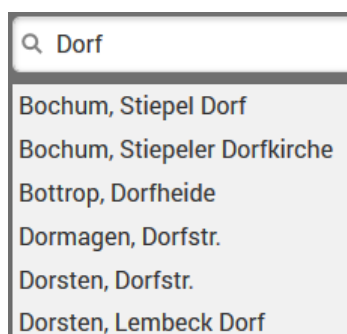 Dorf
Bochum, Stiepel Dorf
Bochum, Stiepeler Dorfkirche
Bottrop, Dorfheide
Dormagen, Dorfstr.
Dorsten, Dorfstr.
Dorsten, Lembeck Dorf